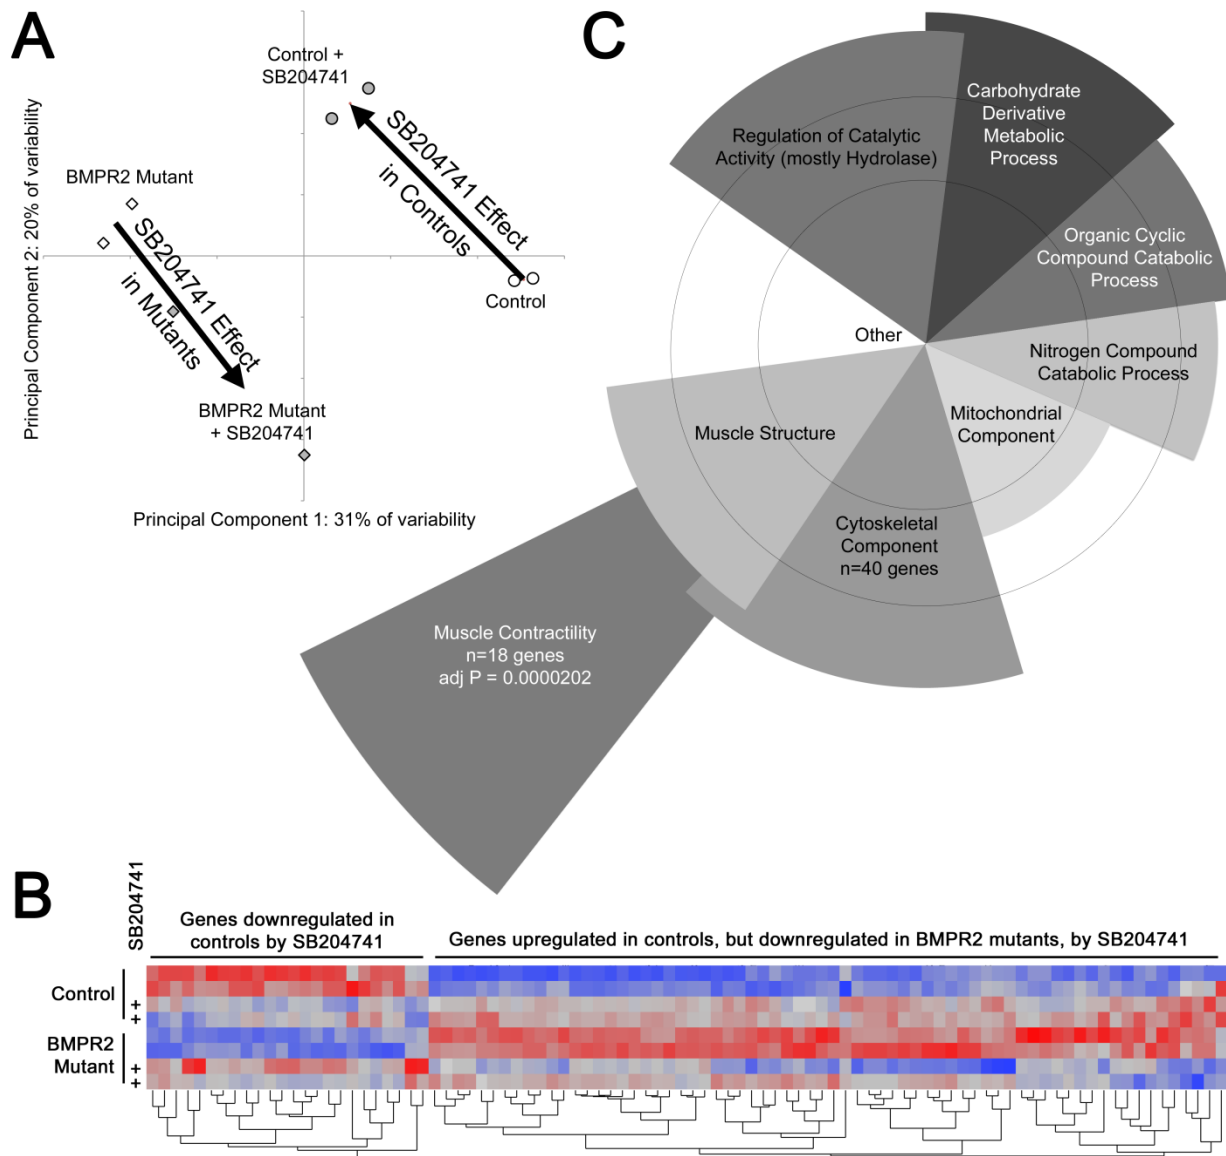 A
Control +
SB204741
BMPR2 Mutant
SB204741 Effect
in Controls
SB204741 Effect
in Mutants
Control
BMPR2 Mutant
+ SB204741
Principal Component 2: 20% of variability
Principal Component 1: 31% of variability
C
Carbohydrate
Derivative
Metabolic
Process
Regulation of Catalytic
Activity (mostly Hydrolase)
Organic Cyclic
Compound Catabolic
Process
Other
Nitrogen Compound
Catabolic Process
Mitochondrial
Component
Muscle Structure
Cytoskeletal
Component
n=40 genes
Muscle Contractility
n=18 genes
adj P = 0.0000202
B
SB204741
Genes downregulated in
controls by SB204741
Genes upregulated in controls, but downregulated in BMPR2 mutants, by SB204741
Control
+
+
BMPR2
Mutant
+
+